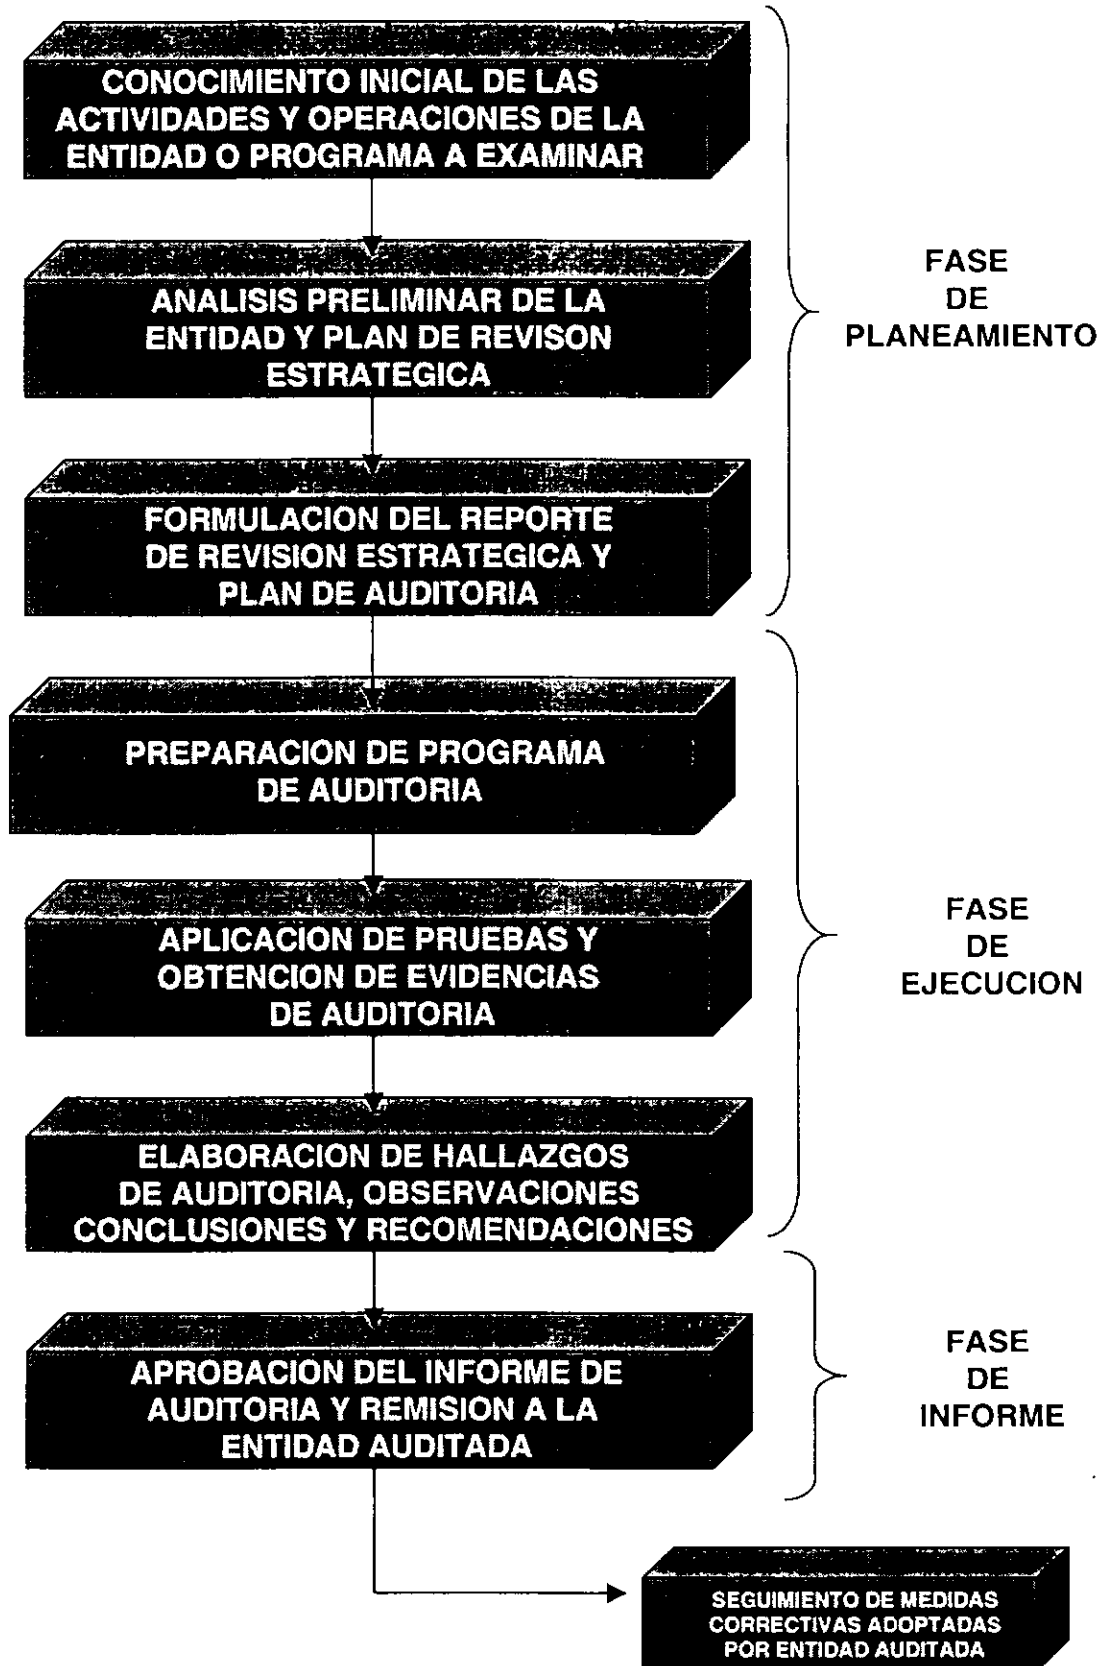 CONOCIMIENTO INICIAL DE LAS
ACTIVIDADES Y OPERACIONES DE LA
ENTIDAD O PROGRAMA A EXAMINAR
ANALISIS PRELIMINAR DE LA
ENTIDAD Y PLAN DE REVISON
ESTRATEGICA
FORMULACION DEL REPORTE
DE REVISION ESTRATEGICA Y
PLAN DE AUDITORIA
FASE
DE
PLANEAMIENTO
PREPARACION DE PROGRAMA
DE AUDITORIA
APLICACION DE PRUEBAS Y
OBTENCION DE EVIDENCIAS
DE AUDITORIA
ELABORACION DE HALLAZGOS
DE AUDITORIA, OBSERVACIONES
CONCLUSIONES Y RECOMENDACIONES
FASE
DE
EJECUCION
APROBACION DEL INFORME DE
AUDITORIA Y REMISION A LA
ENTIDAD AUDITADA
FASE
DE
INFORME
SEGUIMIENTO DE MEDIDAS
CORRECTIVAS ADOPTADAS
POR ENTIDAD AUDITADA